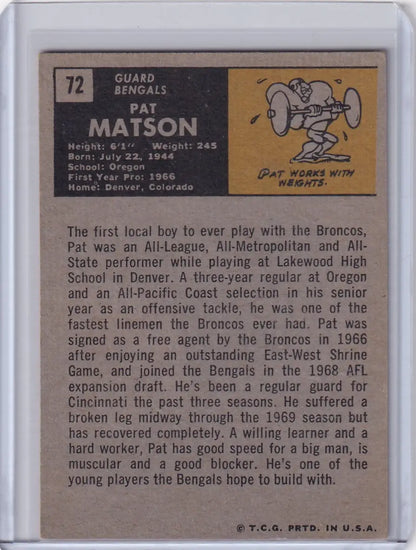 72
GUARD
BENGALS
PAT
MATSON
Height: 6'1" Weight: 245
Born: July 22, 1944
School: Oregon
First Year Pro: 1966
Home: Denver, Colorado
PAT WORKS WITH
WEIGHTS.
The first local boy to ever play with the Broncos,
Pat was an All-League, All-Metropolitan and All-
State performer while playing at Lakewood High
School in Denver. A three-year regular at Oregon
and an All-Pacific Coast selection in his senior
year as an offensive tackle, he was one of the
fastest linemen the Broncos ever had. Pat was
signed as a free agent by the Broncos in 1966
after enjoying an outstanding East-West Shrine
Game, and joined the Bengals in the 1968 AFL
expansion draft. He's been a regular guard for
Cincinnati the past three seasons. He suffered a
broken leg midway through the 1969 season but
has recovered completely. A willing learner and a
hard worker, Pat has good speed for a big man, is
muscular and a good blocker. He's one of the
young players the Bengals hope to build with.
© T.C.G. PRTD. IN U.S.A.